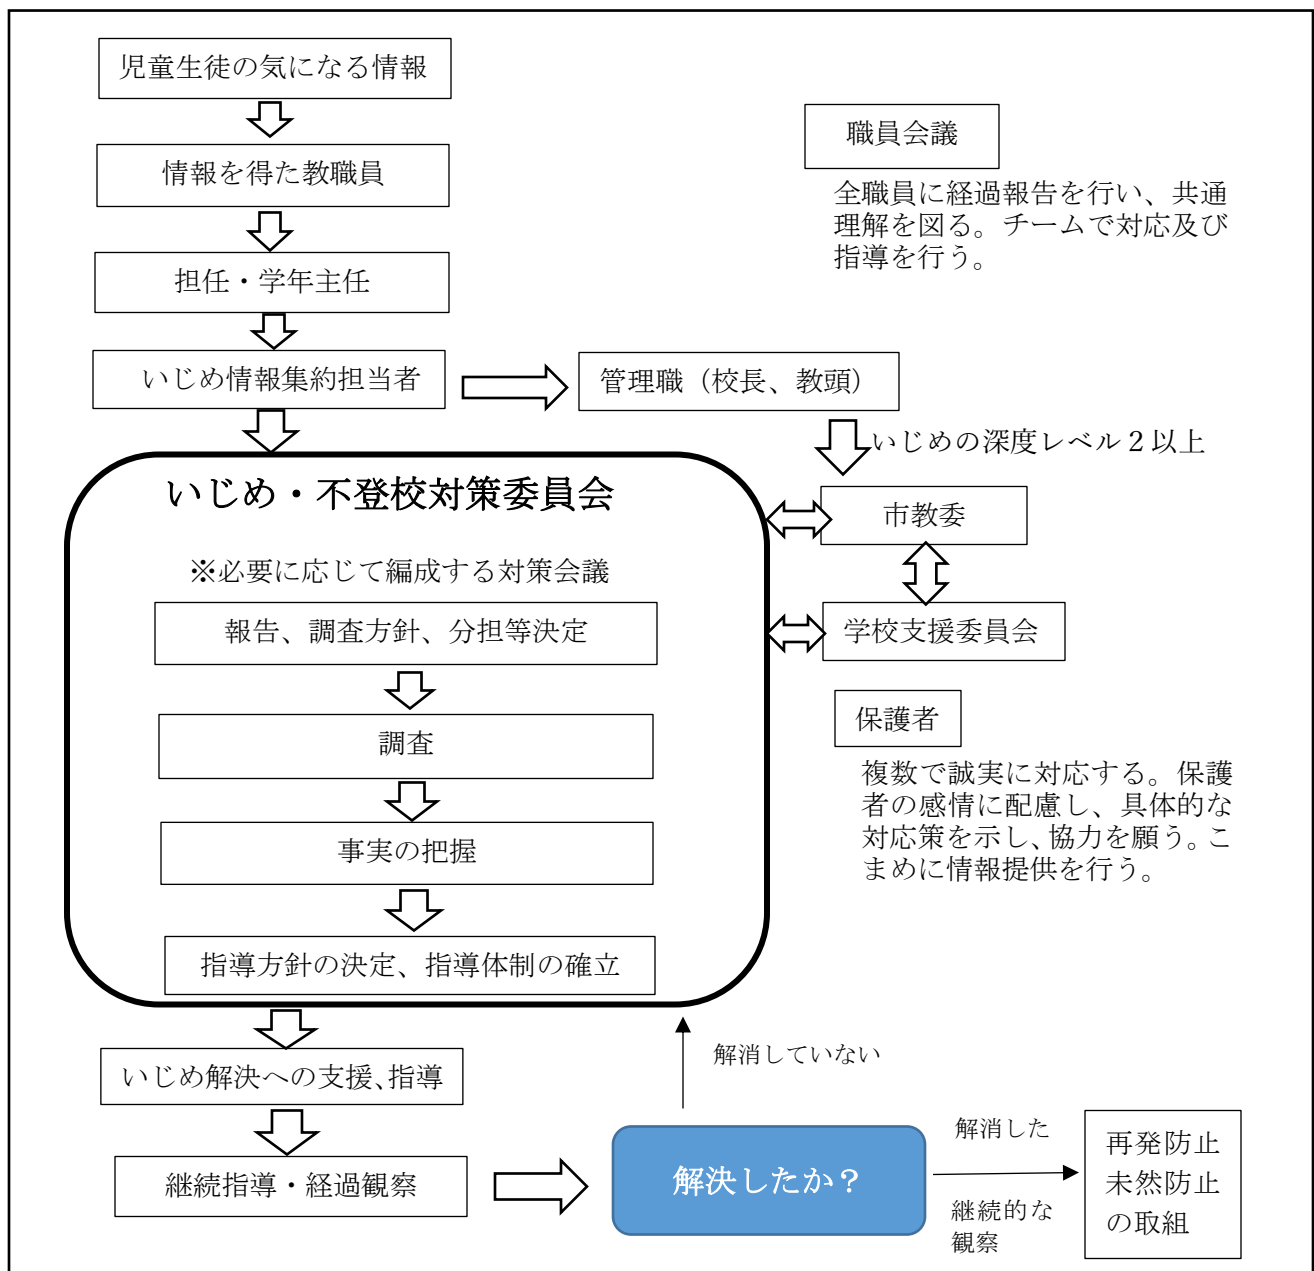 児童生徒の気になる情報
情報を得た教職員
担任・学年主任
いじめ情報集約担当者
管理職（校長、教頭）
職員会議
全職員に経過報告を行い、共通
理解を図る。チームで対応及び
指導を行う。
いじめの深度レベル２以上
市教委
学校支援委員会
いじめ・不登校対策委員会
※必要に応じて編成する対策会議
報告、調査方針、分担等決定
調査
事実の把握
指導方針の決定、指導体制の確立
保護者
複数で誠実に対応する。保護
者の感情に配慮し、具体的な
対応策を示し、協力を願う。こ
まめに情報提供を行う。
いじめ解決への支援、指導
継続指導・経過観察
解決したか？
解消していない
解消した
継続的な
観察
再発防止
未然防止
の取組